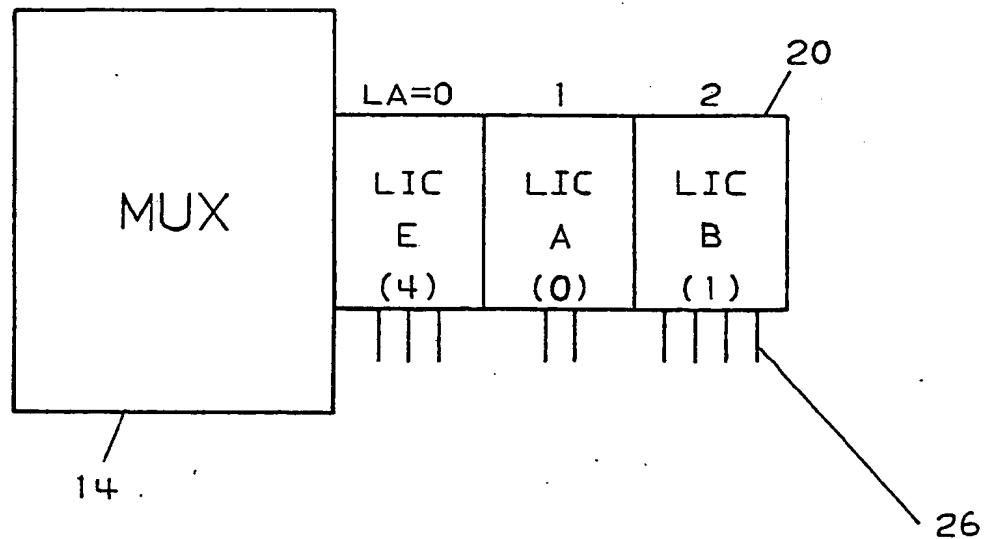 20
LA=0 1 2
MUX
LIC LIC LIC
E A B
(4) (0) (1)
14
26